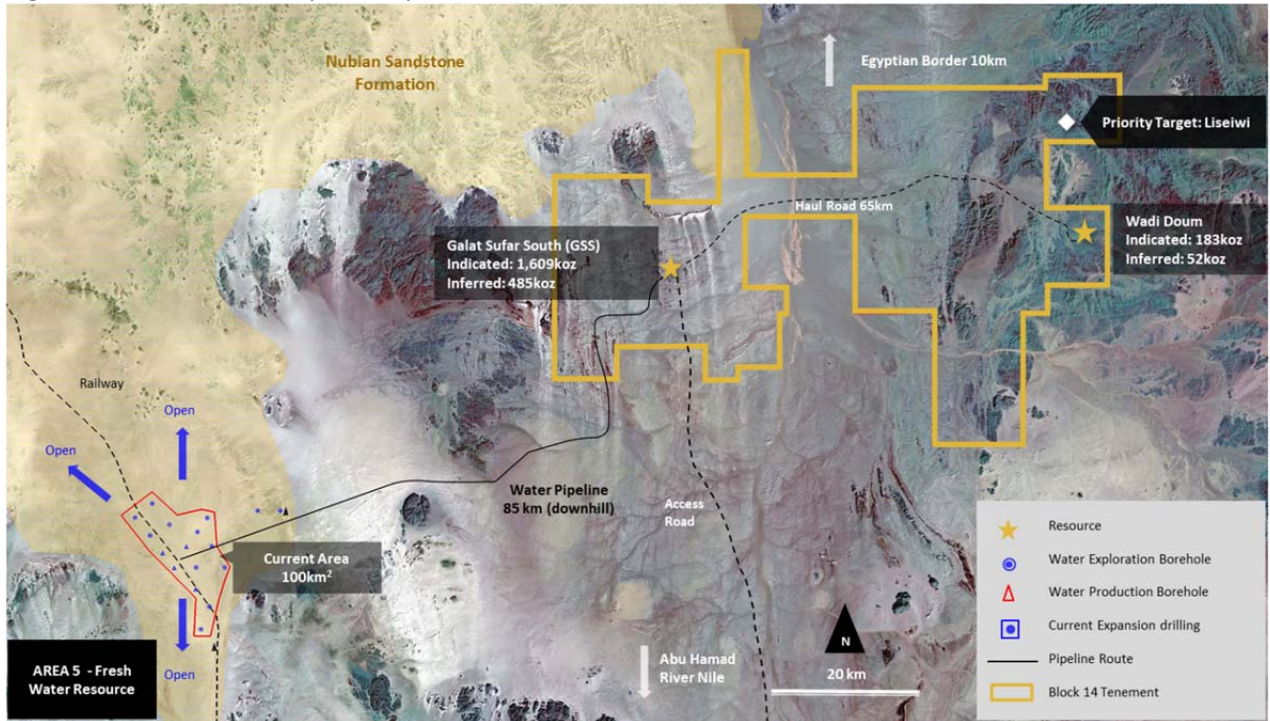 Nubian Sandstone
Formation
Egyptian Border 10km
Priority Target: Liseiwi
Haul Road 65km
Wadi Doum
Indicated: 183koz
Inferred: 52koz
Galat Sufar South (GSS)
Indicated: 1,609koz
Inferred: 485koz
Railway
Open
Open
Water Pipeline
85 km (downhill)
Access
Road
Current Area
100km²
Open
AREA 5 - Fresh
Water Resource
Abu Hamad
River Nile
N
20 km
Resource
Water Exploration Borehole
Water Production Borehole
Current Expansion drilling
Pipeline Route
Block 14 Tenement